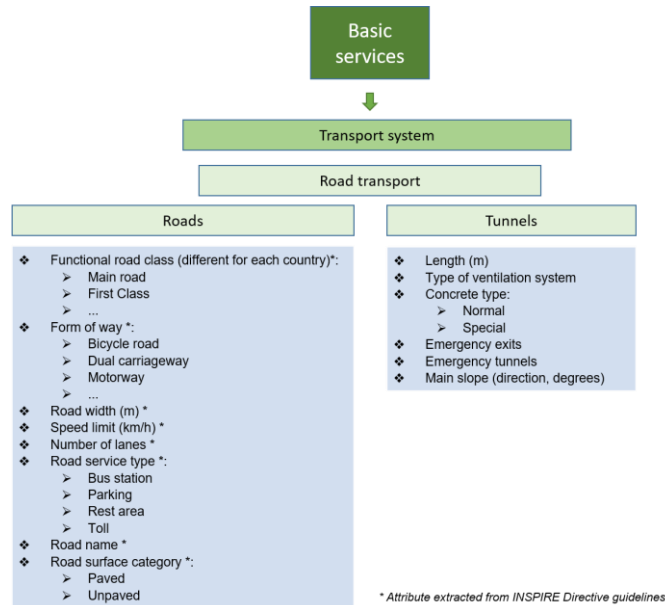 Basic
services
Transport system
Road transport
Roads
❖ Functional road class (different for each country)*:
➢ Main road
➢ First Class
➢ ...
❖ Form of way *:
➢ Bicycle road
➢ Dual carriageway
➢ Motorway
➢ ...
❖ Road width (m) *
❖ Speed limit (km/h) *
❖ Number of lanes *
❖ Road service type *:
➢ Bus station
➢ Parking
➢ Rest area
➢ Toll
❖ Road name *
❖ Road surface category *:
➢ Paved
➢ Unpaved
Tunnels
❖ Length (m)
❖ Type of ventilation system
❖ Concrete type:
➢ Normal
➢ Special
❖ Emergency exits
❖ Emergency tunnels
❖ Main slope (direction, degrees)
* Attribute extracted from INSPIRE Directive guidelines